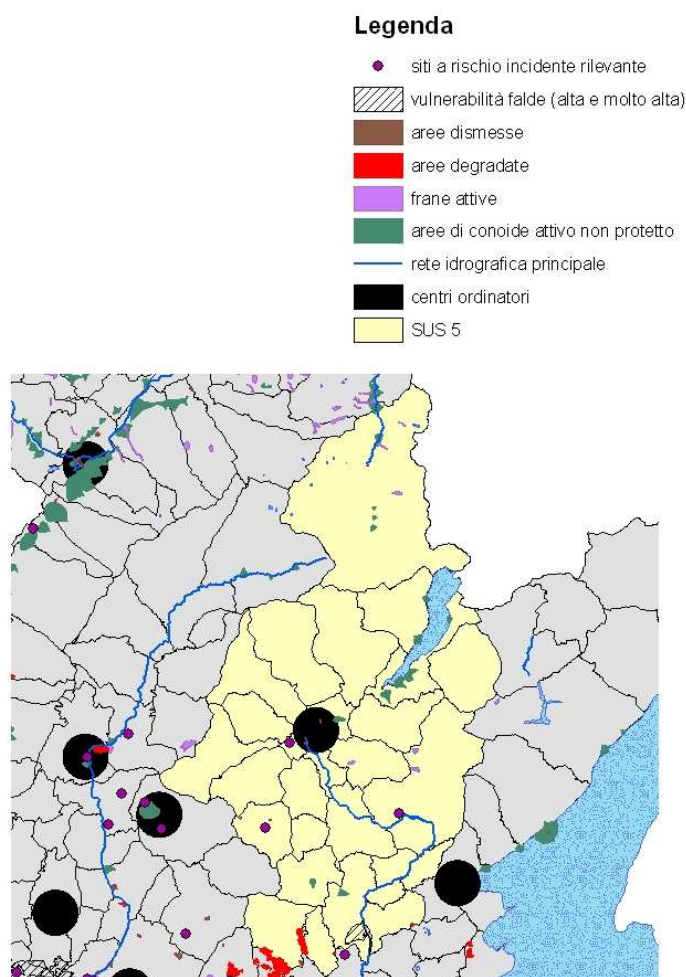 Legenda
siti a rischio incidente rilevante
vulnerabilità falde (alta e molto alta)
aree dismesse
aree degradate
frane attive
aree di conoide attivo non protetto
rete idrografica principale
centri ordinatori
SUS 5